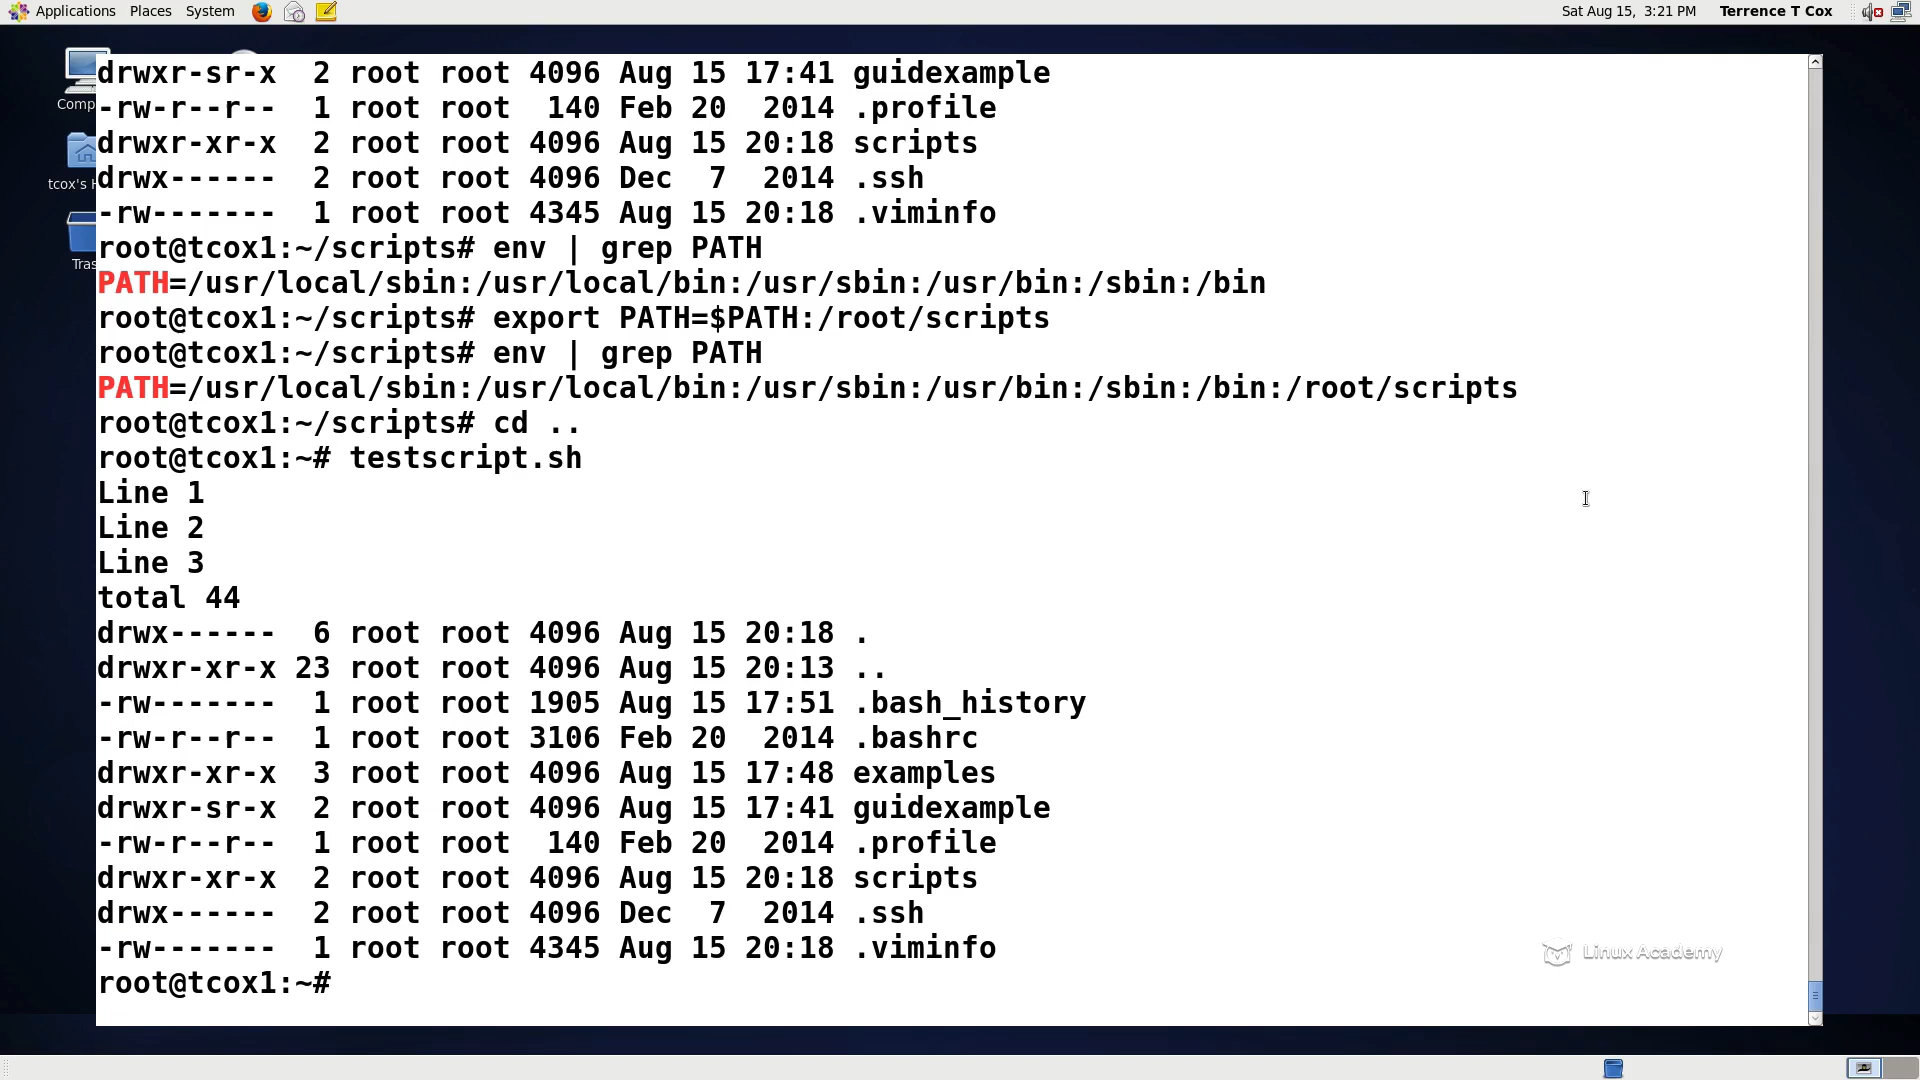 Applications Places System Sat Aug 15, 3:21 PM Terrence T Cox
Comp
tcox's H
Tras
drwxr-sr-x  2 root root 4096 Aug 15 17:41 guidexample
-rw-r--r--  1 root root  140 Feb 20  2014 .profile
drwxr-xr-x  2 root root 4096 Aug 15 20:18 scripts
drwx------  2 root root 4096 Dec  7  2014 .ssh
-rw-------  1 root root 4345 Aug 15 20:18 .viminfo
root@tcox1:~/scripts# env | grep PATH
PATH=/usr/local/sbin:/usr/local/bin:/usr/sbin:/usr/bin:/sbin:/bin
root@tcox1:~/scripts# export PATH=$PATH:/root/scripts
root@tcox1:~/scripts# env | grep PATH
PATH=/usr/local/sbin:/usr/local/bin:/usr/sbin:/usr/bin:/sbin:/bin:/root/scripts
root@tcox1:~/scripts# cd ..
root@tcox1:~# testscript.sh
Line 1
Line 2
Line 3
total 44
drwx------  6 root root 4096 Aug 15 20:18 .
drwxr-xr-x 23 root root 4096 Aug 15 20:13 ..
-rw-------  1 root root 1905 Aug 15 17:51 .bash_history
-rw-r--r--  1 root root 3106 Feb 20  2014 .bashrc
drwxr-xr-x  3 root root 4096 Aug 15 17:48 examples
drwxr-sr-x  2 root root 4096 Aug 15 17:41 guidexample
-rw-r--r--  1 root root  140 Feb 20  2014 .profile
drwxr-xr-x  2 root root 4096 Aug 15 20:18 scripts
drwx------  2 root root 4096 Dec  7  2014 .ssh
-rw-------  1 root root 4345 Aug 15 20:18 .viminfo
root@tcox1:~#
Linux Academy